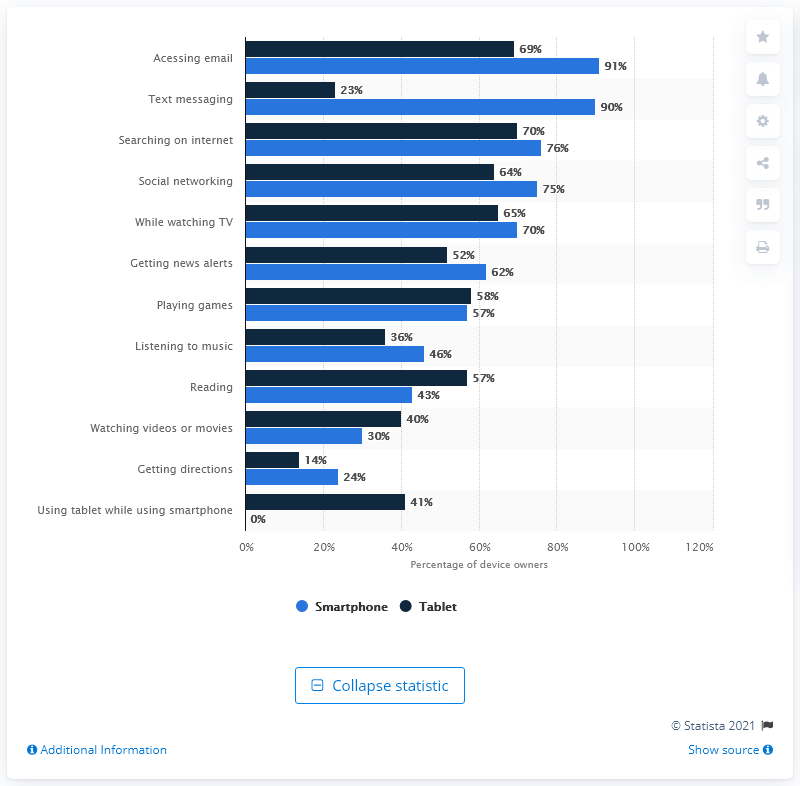 Acessing email 69%
91%
Text messaging 23%
90%
Searching on internet 70%
76%
Social networking 64%
75%
While watching TV 65%
70%
Getting news alerts 52%
62%
Playing games 58%
57%
Listening to music 36%
46%
Reading 57%
43%
Watching videos or movies 40%
30%
Getting directions 14%
24%
Using tablet while using smartphone 41%
0%
0% 20% 40% 60% 80% 100% 120%
Percentage of device owners
Smartphone Tablet
Collapse statistic
© Statista 2021
Additional Information Show source